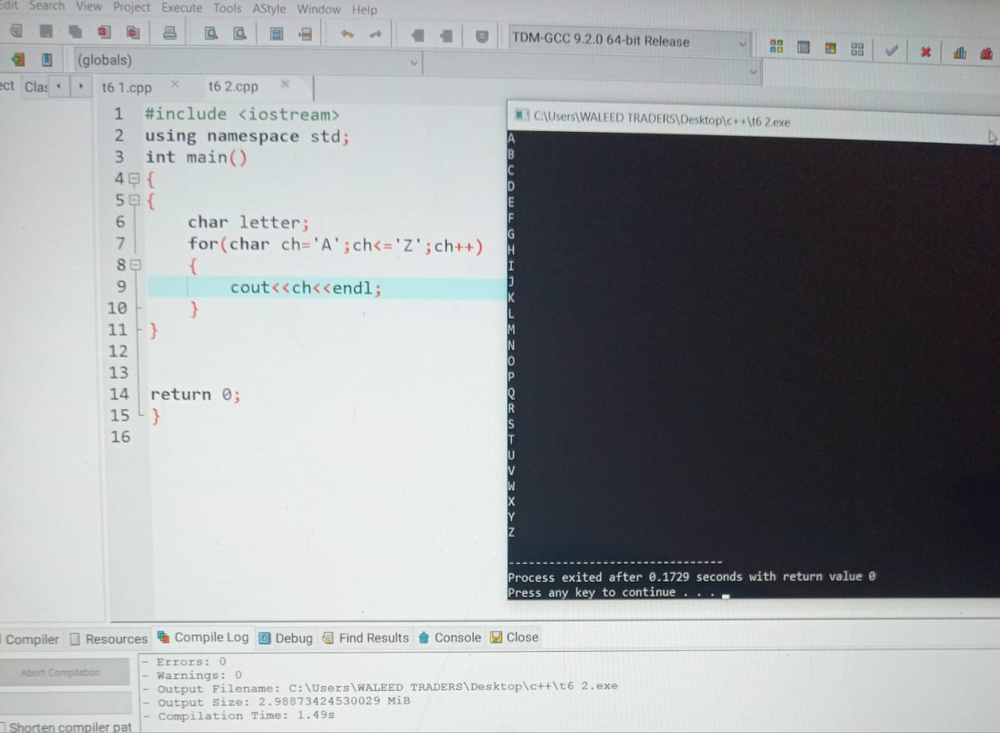 Edit Search View Project Execute Tools AStyle Window Help
TDM-GCC 9.2.0 64-bit Release
(globals)
t6 1.cpp t6 2.cpp
1 #include <iostream>
2 using namespace std;
3 int main()
4 {
5 {
6 char letter;
7 for(char ch='A';ch<='Z';ch++)
8 {
9 cout<<ch<<endl;
10 }
11 }
12
13
14 return 0;
15 }
16
C:\Users\WALEED TRADERS\Desktop\c++\t6 2.exe
A
B
C
D
E
F
G
H
I
J
K
L
M
N
O
P
Q
R
S
T
U
V
W
X
Y
Z
--------------------------------
Process exited after 0.1729 seconds with return value 0
Press any key to continue . . .
Compiler Resources Compile Log Debug Find Results Console Close
Abort Compilation
- Errors: 0
- Warnings: 0
- Output Filename: C:\Users\WALEED TRADERS\Desktop\c++\t6 2.exe
- Output Size: 2.98873424530029 MiB
- Compilation Time: 1.49s
Shorten compiler pat